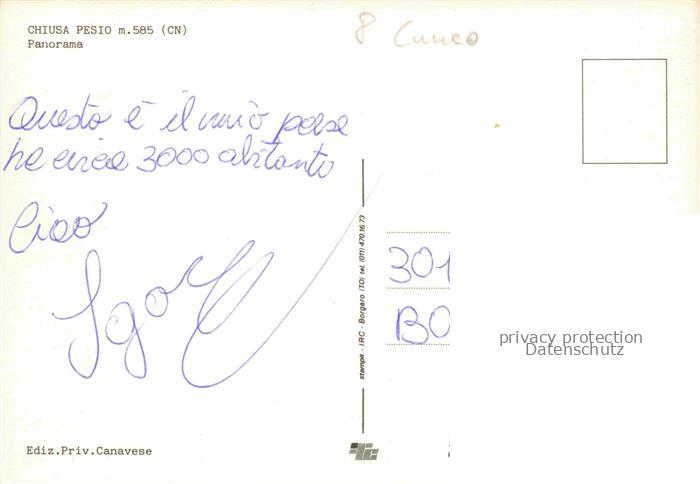 CHIUSA PESIO m.585 (CN)
Panorama
8 Cuneo
Questo è il mio paese
ha circa 3000 abitanti
Ciao
Igor
stampa - IRC - Borgaro (TO) tel. (011) 470.16.73
301
BO
privacy protection
Datenschutz
Ediz.Priv.Canavese